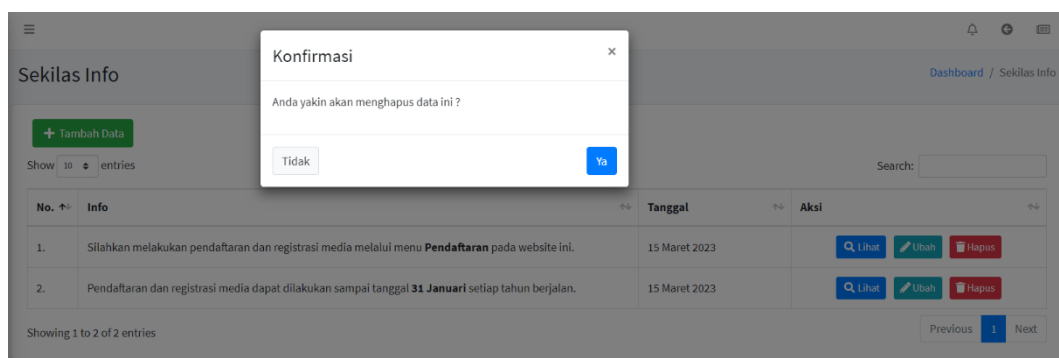 Konfirmasi ×
Anda yakin akan menghapus data ini ?
Tidak Ya
Sekilas Info Dashboard / Sekilas Info
Tambah Data
Show 10 entries Search:
No. Info Tanggal Aksi
1. Silahkan melakukan pendaftaran dan registrasi media melalui menu Pendaftaran pada website ini. 15 Maret 2023 Lihat Ubah Hapus
2. Pendaftaran dan registrasi media dapat dilakukan sampai tanggal 31 Januari setiap tahun berjalan. 15 Maret 2023 Lihat Ubah Hapus
Showing 1 to 2 of 2 entries Previous 1 Next